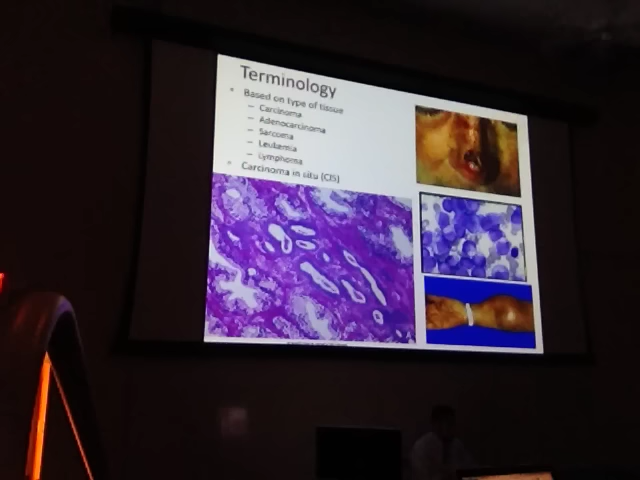 Terminology
• Based on type of tissue
– Carcinoma
– Adenocarcinoma
– Sarcoma
– Leukemia
– Lymphoma
• Carcinoma in situ (CIS)